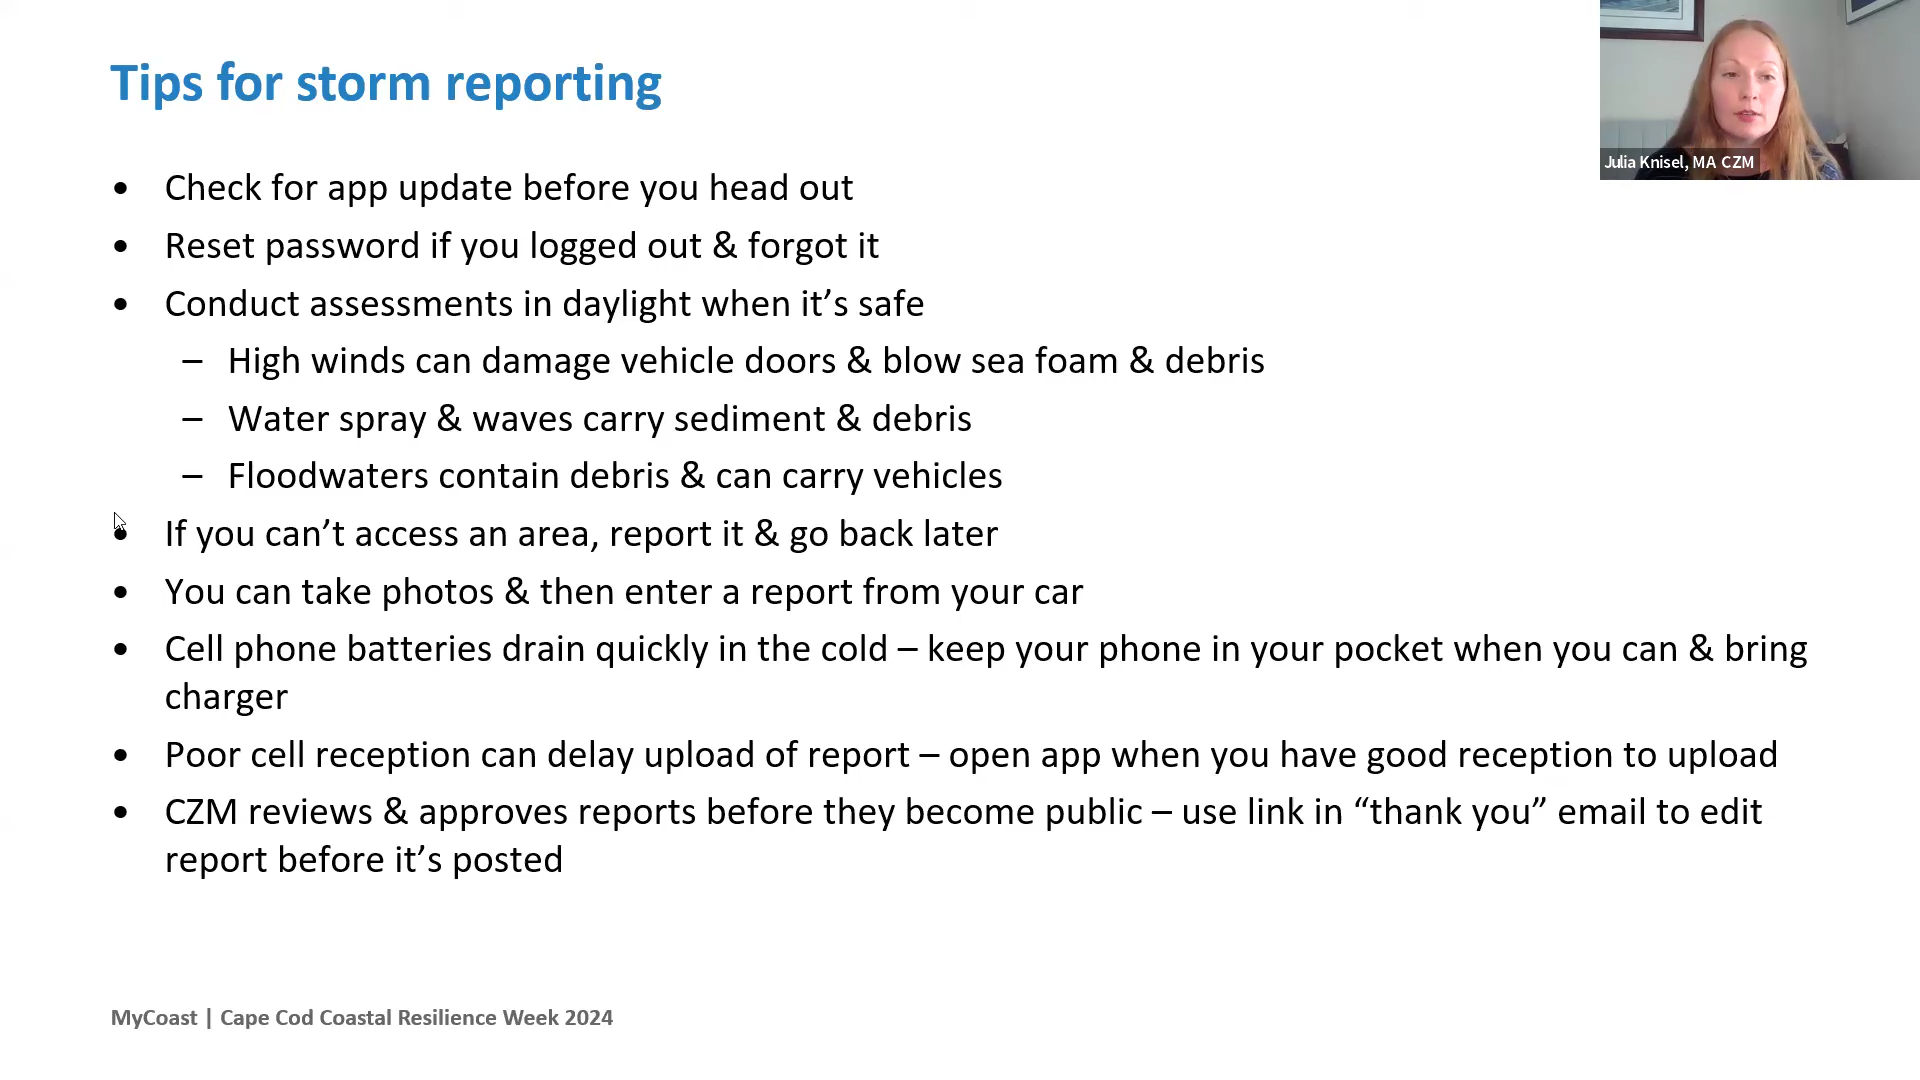 Tips for storm reporting
Julia Knisel, MA CZM
• Check for app update before you head out
• Reset password if you logged out & forgot it
• Conduct assessments in daylight when it’s safe
– High winds can damage vehicle doors & blow sea foam & debris
– Water spray & waves carry sediment & debris
– Floodwaters contain debris & can carry vehicles
• If you can’t access an area, report it & go back later
• You can take photos & then enter a report from your car
• Cell phone batteries drain quickly in the cold – keep your phone in your pocket when you can & bring
charger
• Poor cell reception can delay upload of report – open app when you have good reception to upload
• CZM reviews & approves reports before they become public – use link in “thank you” email to edit
report before it’s posted
MyCoast | Cape Cod Coastal Resilience Week 2024